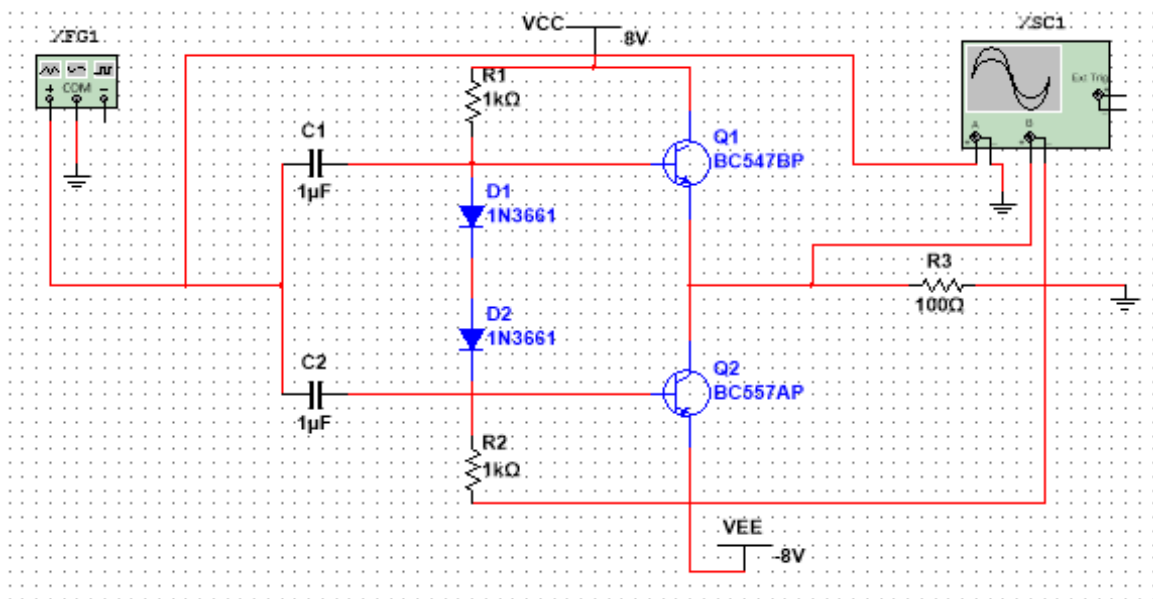 XFG1
COM
VCC
8V
XSC1
Ext Trig
A
B
R1
1kΩ
C1
1µF
Q1
BC547BP
D1
1N3661
R3
100Ω
D2
1N3661
C2
1µF
Q2
BC557AP
R2
1kΩ
VEE
-8V